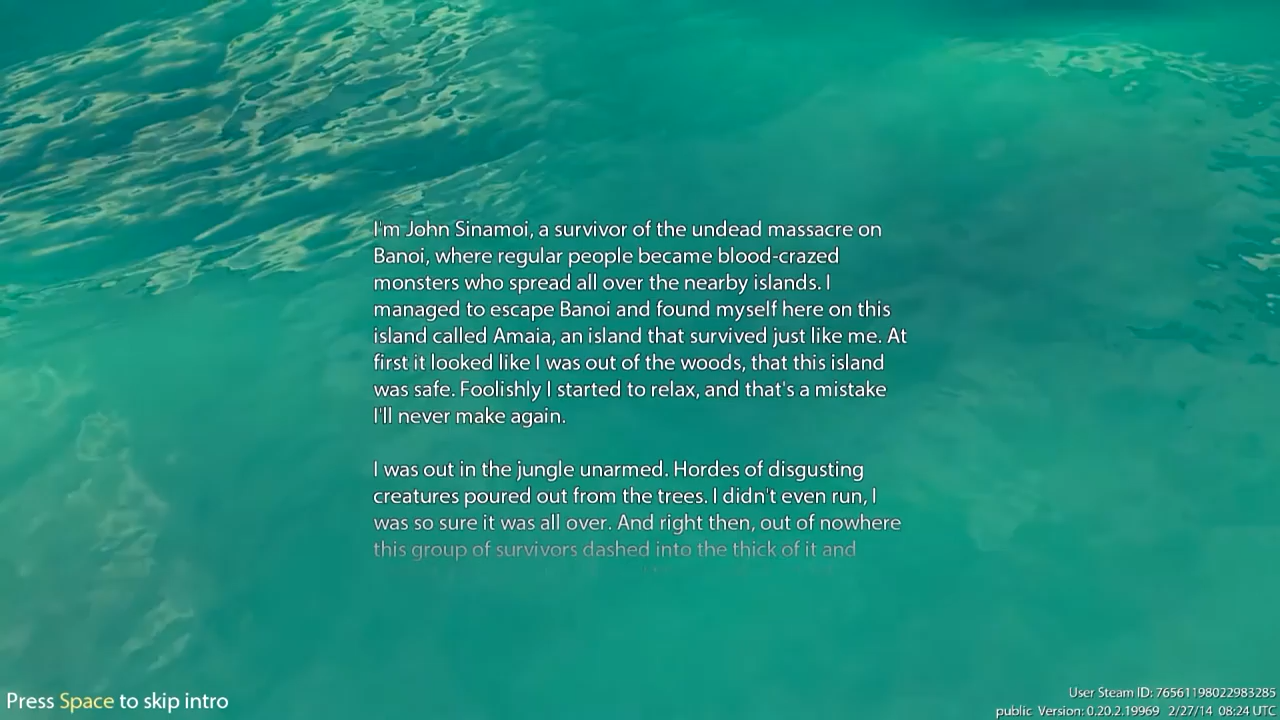 I'm John Sinamoi, a survivor of the undead massacre on
Banoi, where regular people became blood-crazed
monsters who spread all over the nearby islands. I
managed to escape Banoi and found myself here on this
island called Amaia, an island that survived just like me. At
first it looked like I was out of the woods, that this island
was safe. Foolishly I started to relax, and that's a mistake
I'll never make again.
I was out in the jungle unarmed. Hordes of disgusting
creatures poured out from the trees. I didn't even run, I
was so sure it was all over. And right then, out of nowhere
this group of survivors dashed into the thick of it and
Press Space to skip intro
User Steam ID: 76561198022983285
public Version: 0.20.2.19969 2/27/14 08:24 UTC